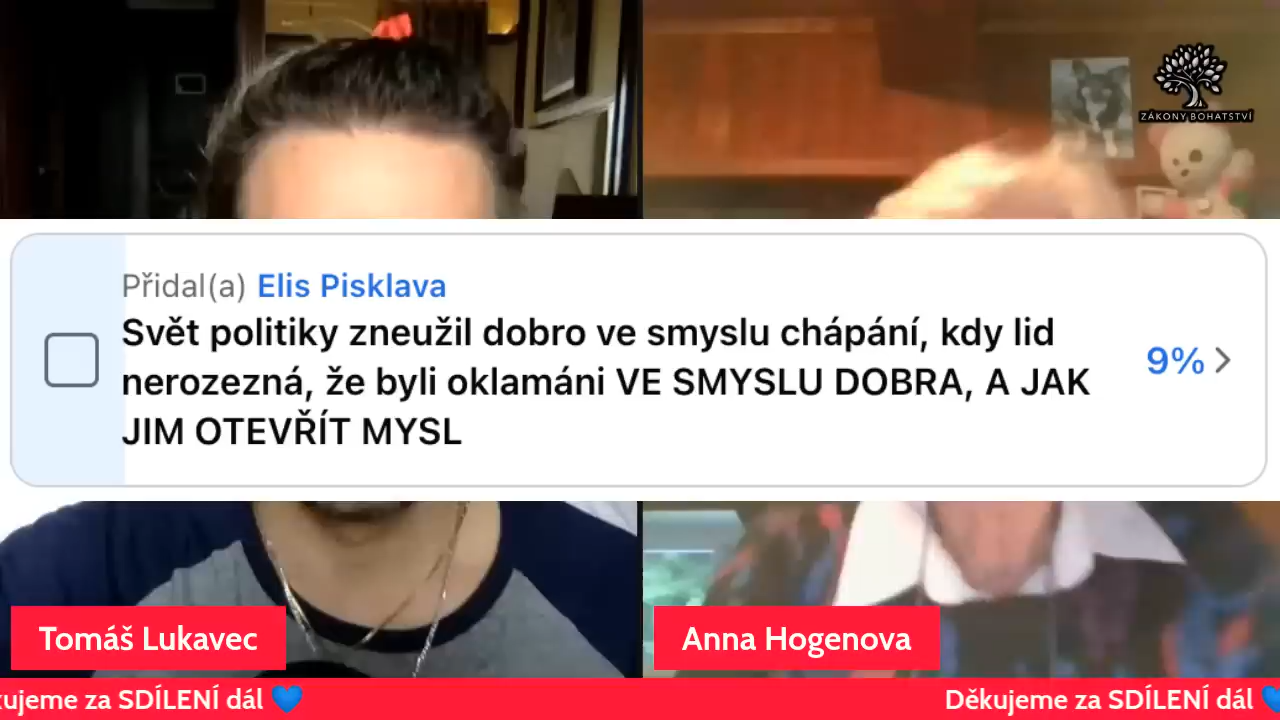 ZÁKONY BOHATSTVÍ
Přidal(a) Elis Pisklava
Svět politiky zneužil dobro ve smyslu chápání, kdy lid
nerozezná, že byli oklamáni VE SMYSLU DOBRA, A JAK
JIM OTEVŘÍT MYSL
9%
Tomáš Lukavec
Anna Hogenova
kujeme za SDÍLENÍ dál 💙
Děkujeme za SDÍLENÍ dál 💙